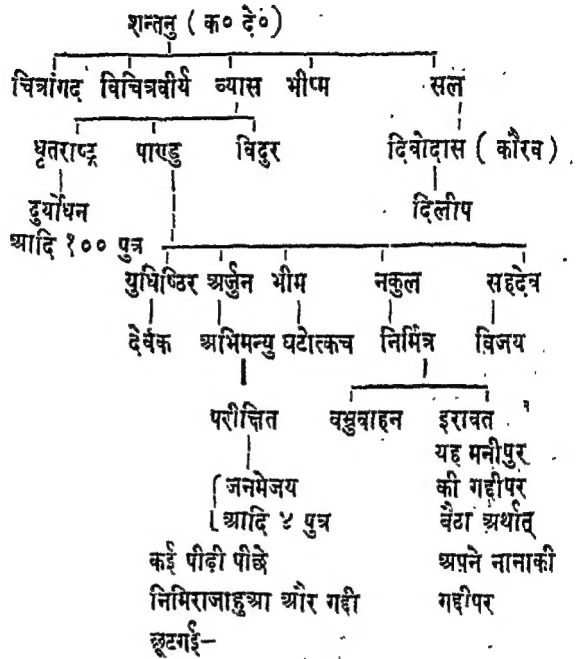 शन्तनु ( क० दे० )
चित्रांगद विचित्रवीर्य व्यास भीष्म सल
धृतराष्ट्र पाण्डु विदुर दिवोदास ( कौरव )
दुर्योधन दिलीप
आदि १०० पुत्र
युधिष्ठिर अर्जुन भीम नकुल सहदेव
देवक अभिमन्यु घटोत्कच निर्मित्र विजय
परीक्षित वभ्रुवाहन इरावत
यह मनीपुर
जनमेजय की गद्दीपर
आदि ४ पुत्र बैठा अर्थात्
कई पीढ़ी पीछे अपने नानाकी
निमिराजाहुआ और गद्दी गद्दीपर
छूटगई-